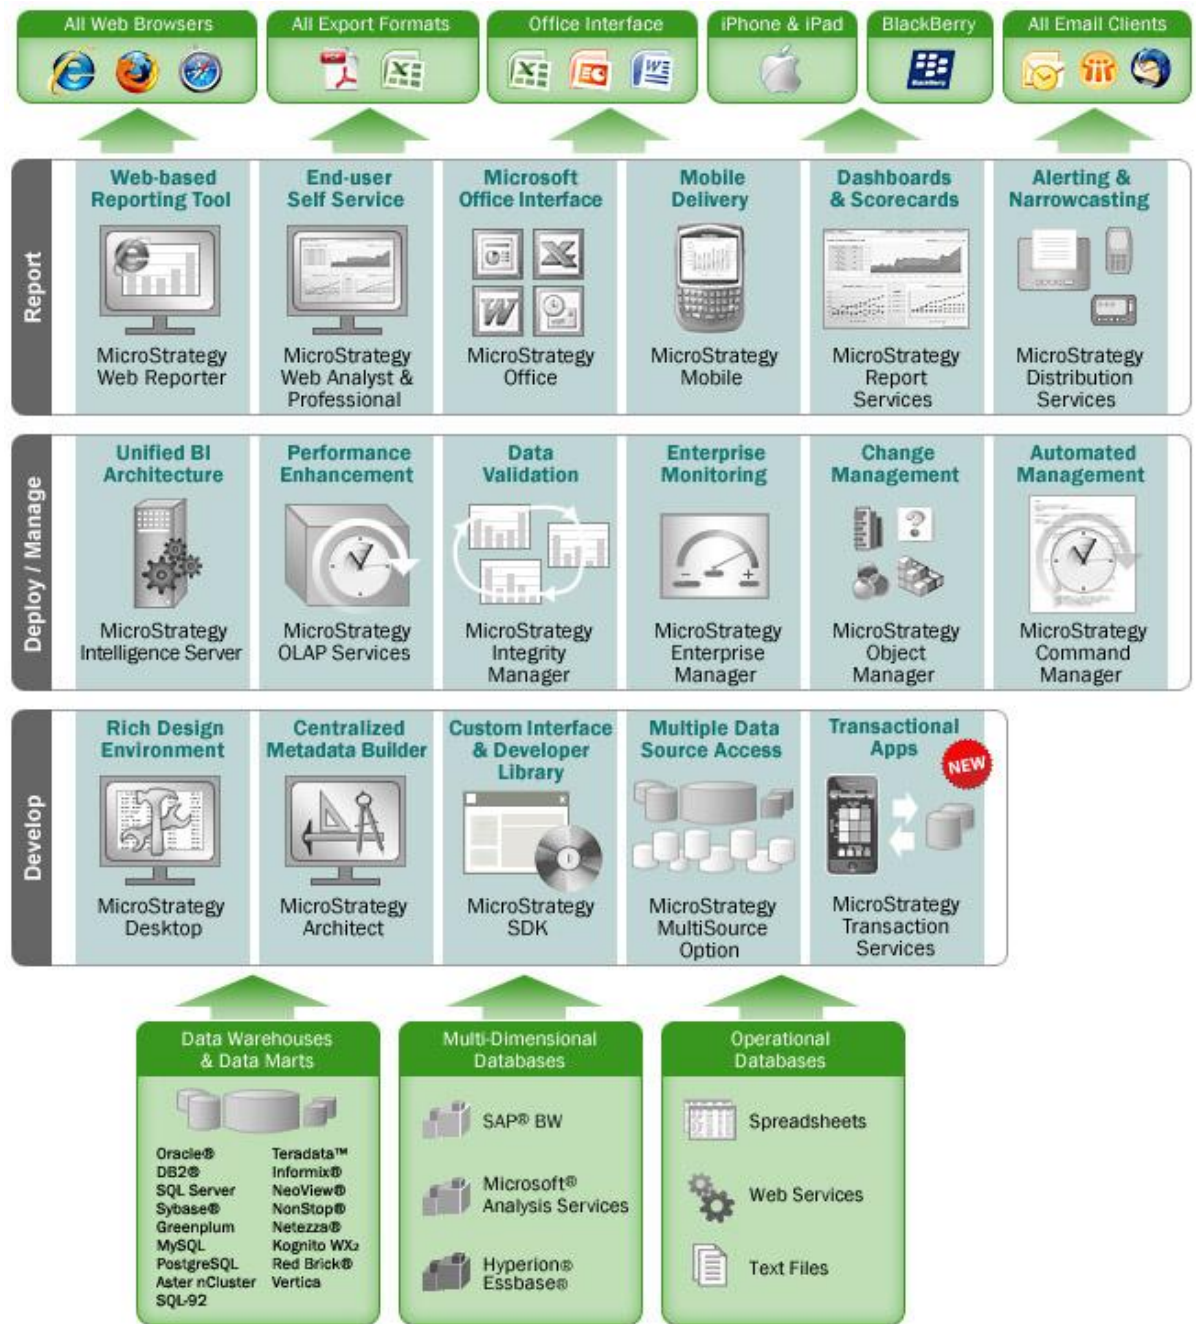 All Web Browsers
All Export Formats
Office Interface
iPhone & iPad
BlackBerry
All Email Clients
BlackBerry
Report
Web-based
Reporting Tool
MicroStrategy
Web Reporter
End-user
Self Service
MicroStrategy
Web Analyst &
Professional
Microsoft
Office Interface
MicroStrategy
Office
Mobile
Delivery
MicroStrategy
Mobile
Dashboards
& Scorecards
MicroStrategy
Report
Services
Alerting &
Narrowcasting
MicroStrategy
Distribution
Services
Deploy / Manage
Unified BI
Architecture
MicroStrategy
Intelligence Server
Performance
Enhancement
MicroStrategy
OLAP Services
Data
Validation
MicroStrategy
Integrity
Manager
Enterprise
Monitoring
MicroStrategy
Enterprise
Manager
Change
Management
MicroStrategy
Object
Manager
Automated
Management
MicroStrategy
Command
Manager
Develop
Rich Design
Environment
MicroStrategy
Desktop
Centralized
Metadata Builder
MicroStrategy
Architect
Custom Interface
& Developer
Library
MicroStrategy
SDK
Multiple Data
Source Access
MicroStrategy
MultiSource
Option
Transactional
Apps
NEW
MicroStrategy
Transaction
Services
Data Warehouses
& Data Marts
Oracle®
DB2®
SQL Server
Sybase®
Greenplum
MySQL
PostgreSQL
Aster nCluster
SQL-92
Teradata™
Informix®
NeoView®
NonStop®
Netezza®
Kognito WX2
Red Brick®
Vertica
Multi-Dimensional
Databases
SAP® BW
Microsoft®
Analysis Services
Hyperion®
Essbase®
Operational
Databases
Spreadsheets
Web Services
Text Files